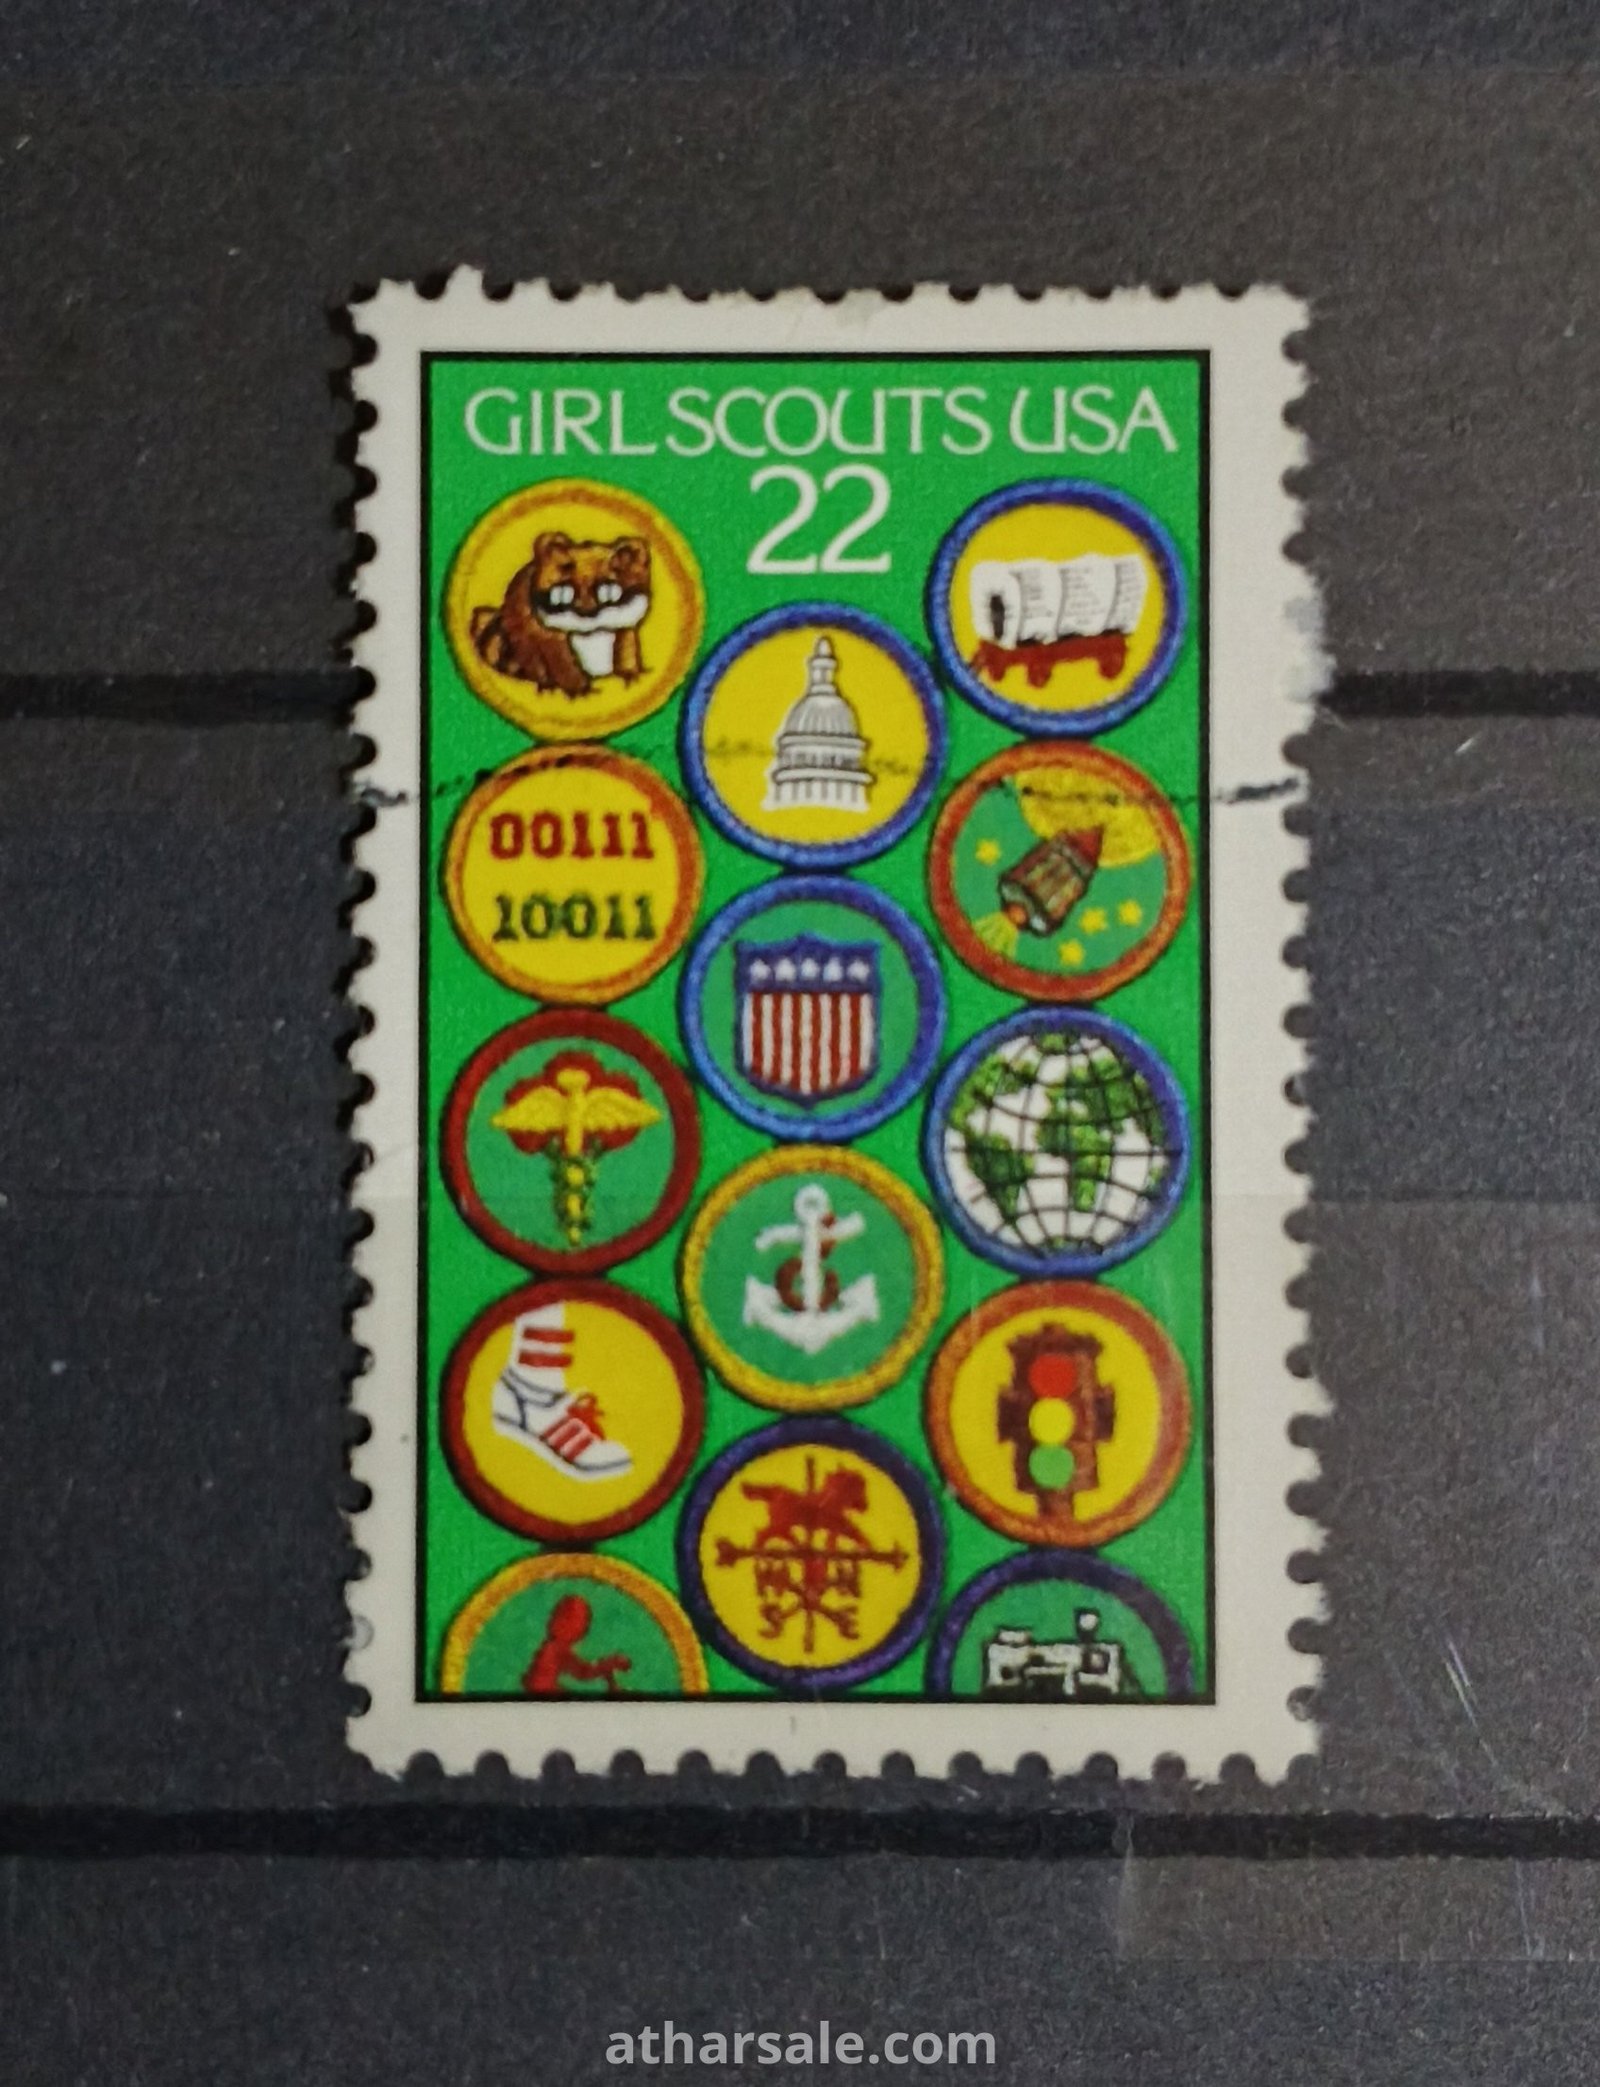 GIRL SCOUTS USA
22
00111
10011
atharsale.com